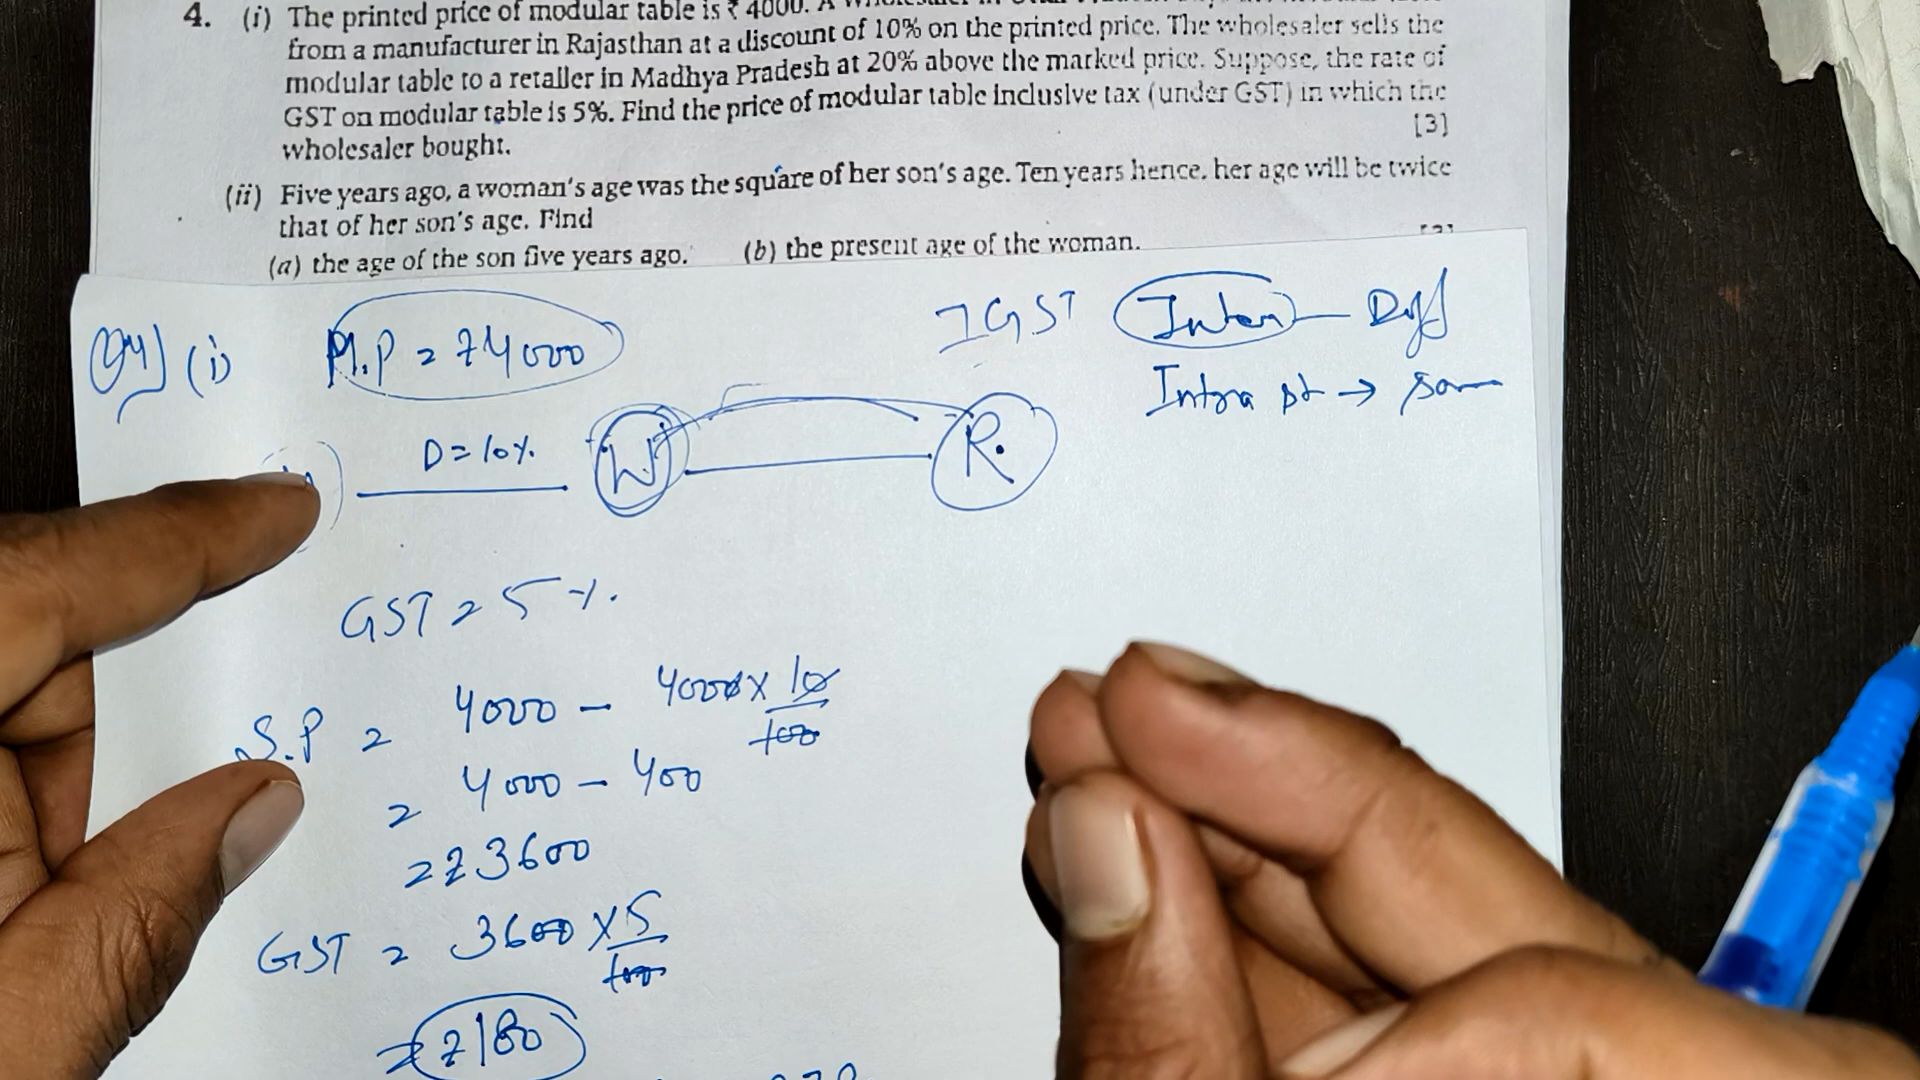 4. (i) The printed price of modular table is ₹ 4000. A
from a manufacturer in Rajasthan at a discount of 10% on the printed price. The wholesaler sells the
modular table to a retailer in Madhya Pradesh at 20% above the marked price. Suppose, the rate of
GST on modular table is 5%. Find the price of modular table inclusive tax (under GST) in which the
wholesaler bought. [3]
(ii) Five years ago, a woman's age was the square of her son's age. Ten years hence, her age will be twice
that of her son's age. Find
(a) the age of the son five years ago. (b) the present age of the woman.
IGST Inter - Diff
Q4) (i) M.P = ₹4000
Intra st → same
D = 10% W R.
GST = 5%.
S.P = 4000 - 4000 x 10/100
= 4000 - 400
= ₹3600
GST = 3600 x 5/100
= ₹180